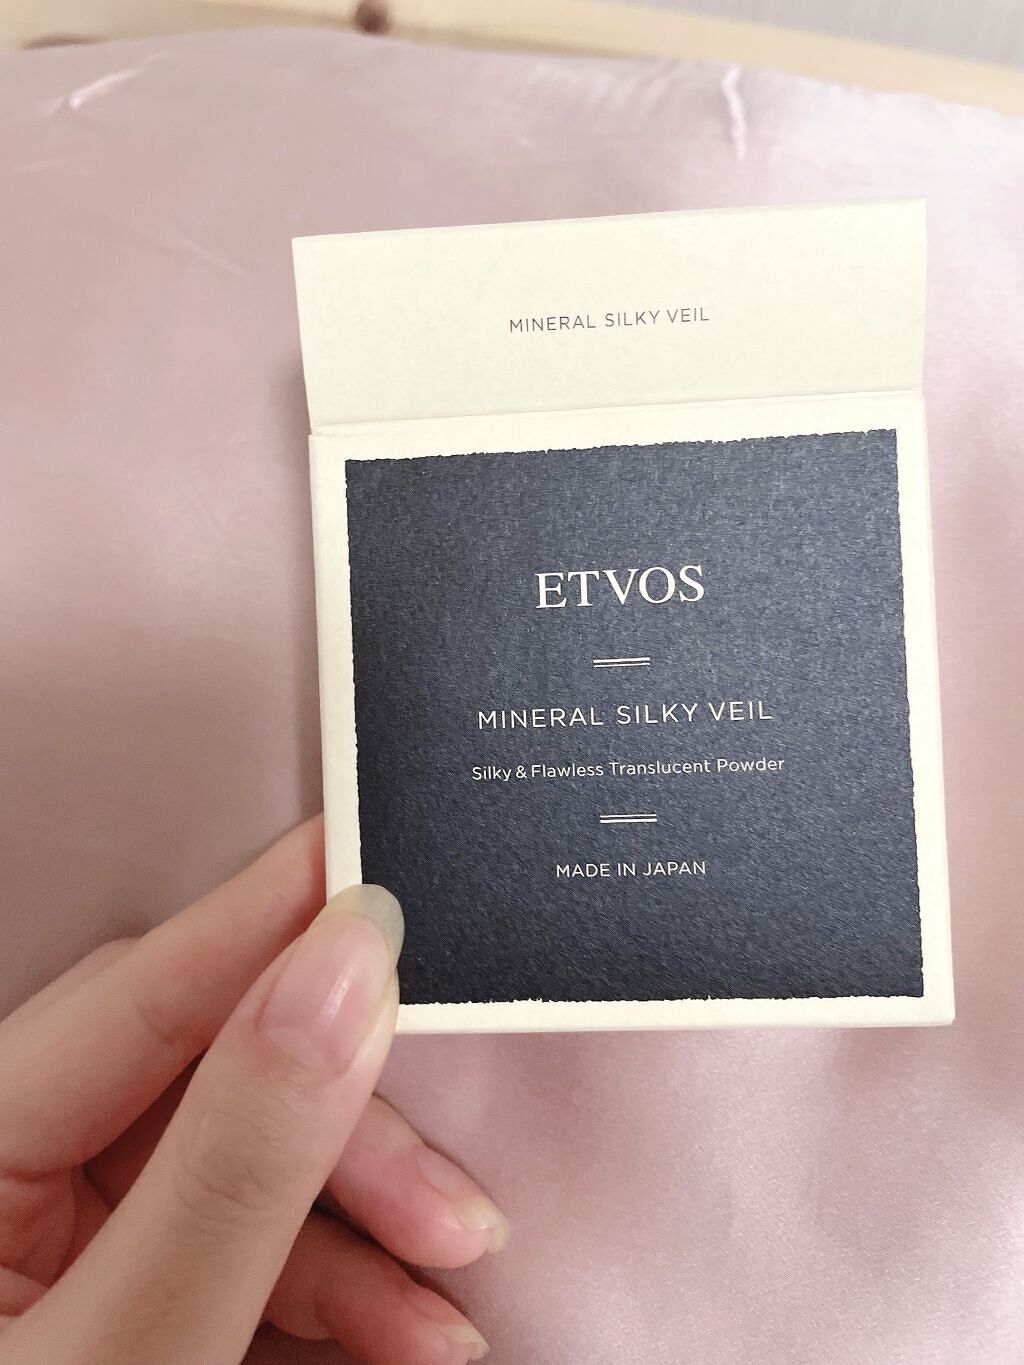 MINERAL SILKY VEIL
ETVOS
MINERAL SILKY VEIL
Silky & Flawless Translucent Powder
MADE IN JAPAN